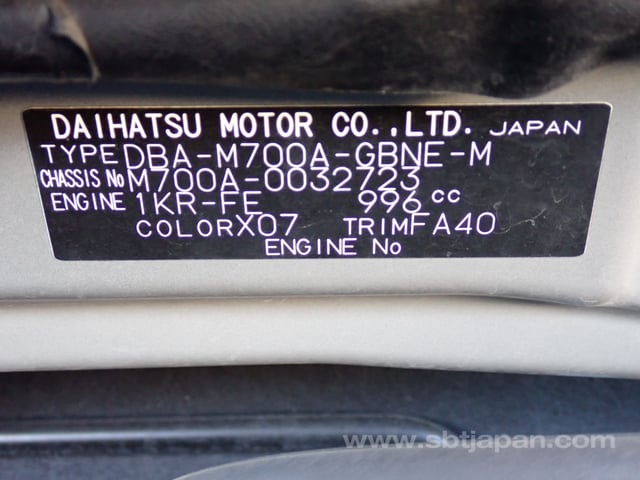 DAIHATSU MOTOR CO.,LTD. JAPAN
TYPE DBA-M700A-GBNE-M
CHASSIS No M700A-0032723
ENGINE 1KR-FE 996 cc
COLOR X07 TRIM FA40
ENGINE No
www.sbtjapan.com